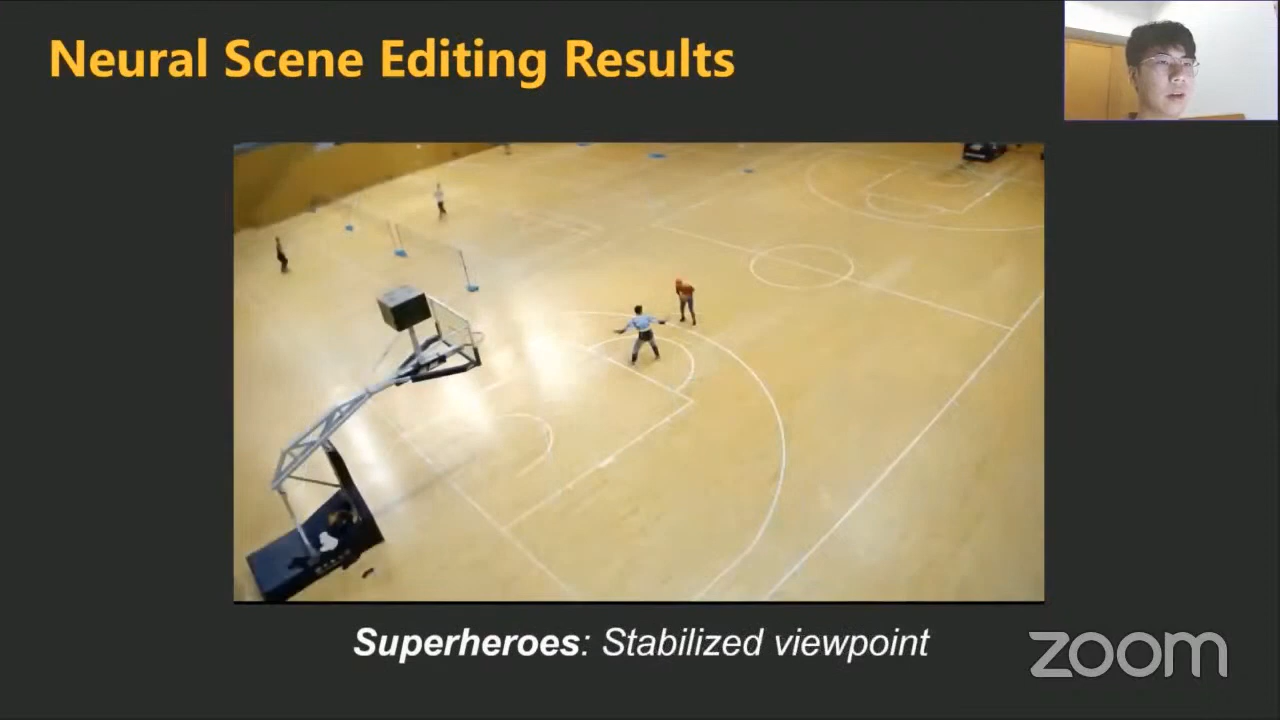 Neural Scene Editing Results
Superheroes: Stabilized viewpoint
zoom